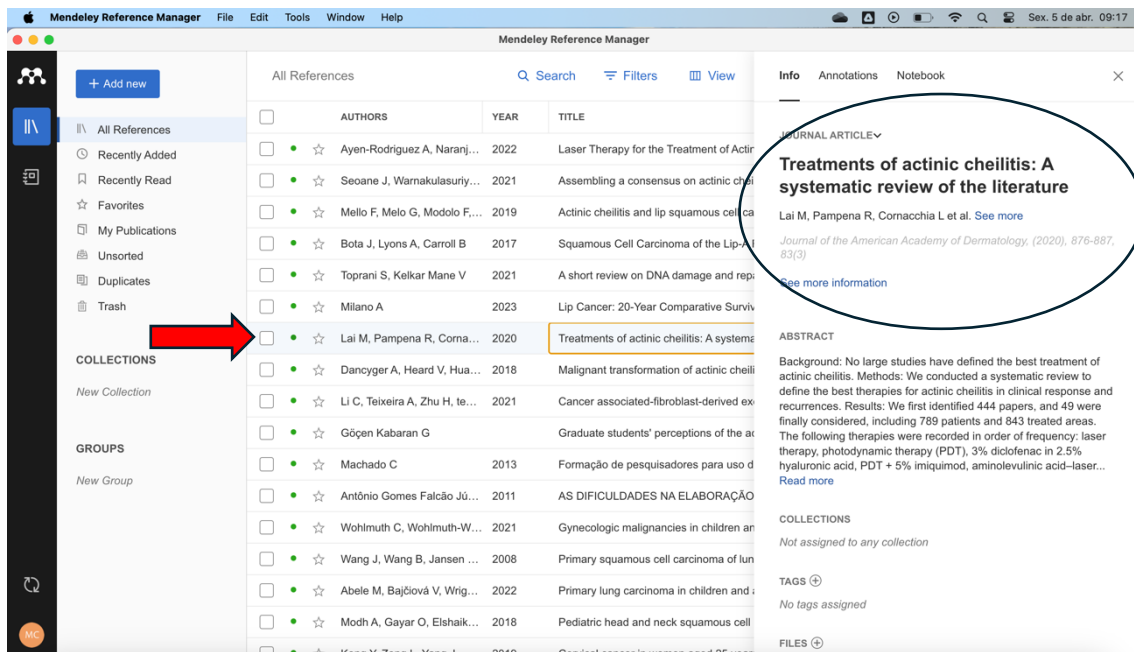 Mendeley Reference Manager File Edit Tools Window Help
Sex. 5 de abr. 09:17
Mendeley Reference Manager
+ Add new
All References
Recently Added
Recently Read
Favorites
My Publications
Unsorted
Duplicates
Trash
COLLECTIONS
New Collection
GROUPS
New Group
MC
All References
Search
Filters
View
AUTHORS YEAR TITLE
Ayen-Rodriguez A, Naranj... 2022 Laser Therapy for the Treatment of Actin
Seoane J, Warnakulasuriy... 2021 Assembling a consensus on actinic chei
Mello F, Melo G, Modolo F,... 2019 Actinic cheilitis and lip squamous cell ca
Bota J, Lyons A, Carroll B 2017 Squamous Cell Carcinoma of the Lip-A
Toprani S, Kelkar Mane V 2021 A short review on DNA damage and repa
Milano A 2023 Lip Cancer: 20-Year Comparative Surviv
Lai M, Pampena R, Corna... 2020 Treatments of actinic cheilitis: A systema
Dancyger A, Heard V, Hua... 2018 Malignant transformation of actinic cheili
Li C, Teixeira A, Zhu H, te... 2021 Cancer associated-fibroblast-derived exo
Göçen Kabaran G Graduate students' perceptions of the ac
Machado C 2013 Formação de pesquisadores para uso d
Antônio Gomes Falcão Jú... 2011 AS DIFICULDADES NA ELABORAÇÃO
Wohlmuth C, Wohlmuth-W... 2021 Gynecologic malignancies in children an
Wang J, Wang B, Jansen ... 2008 Primary squamous cell carcinoma of lun
Abele M, Bajčiová V, Wrig... 2022 Primary lung carcinoma in children and a
Modh A, Gayar O, Elshaik... 2018 Pediatric head and neck squamous cell
Info Annotations Notebook
JOURNAL ARTICLE
Treatments of actinic cheilitis: A
systematic review of the literature
Lai M, Pampena R, Cornacchia L et al. See more
Journal of the American Academy of Dermatology, (2020), 876-887,
83(3)
See more information
ABSTRACT
Background: No large studies have defined the best treatment of
actinic cheilitis. Methods: We conducted a systematic review to
define the best therapies for actinic cheilitis in clinical response and
recurrences. Results: We first identified 444 papers, and 49 were
finally considered, including 789 patients and 843 treated areas.
The following therapies were recorded in order of frequency: laser
therapy, photodynamic therapy (PDT), 3% diclofenac in 2.5%
hyaluronic acid, PDT + 5% imiquimod, aminolevulinic acid–laser...
Read more
COLLECTIONS
Not assigned to any collection
TAGS
No tags assigned
FILES